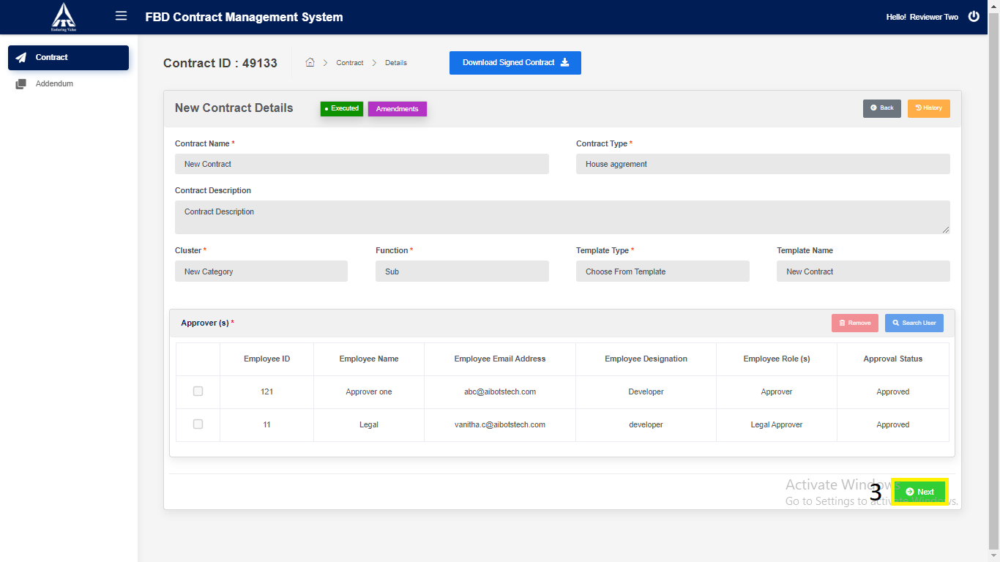 FBD Contract Management System
Hello! Reviewer Two
Enduring Value
Contract
Addendum
Contract ID : 49133
Contract
Details
Download Signed Contract
New Contract Details
Executed
Amendments
Back
History
Contract Name *
Contract Type *
New Contract
House aggrement
Contract Description
Contract Description
Cluster *
Function *
Template Type *
Template Name
New Category
Sub
Choose From Template
New Contract
Approver (s) *
Remove
Search User
Employee ID
Employee Name
Employee Email Address
Employee Designation
Employee Role (s)
Approval Status
121
Approver one
abc@aibotstech.com
Developer
Approver
Approved
11
Legal
vanitha.c@aibotstech.com
developer
Legal Approver
Approved
Activate Windows
3
Next
Go to Settings to activate Windows.